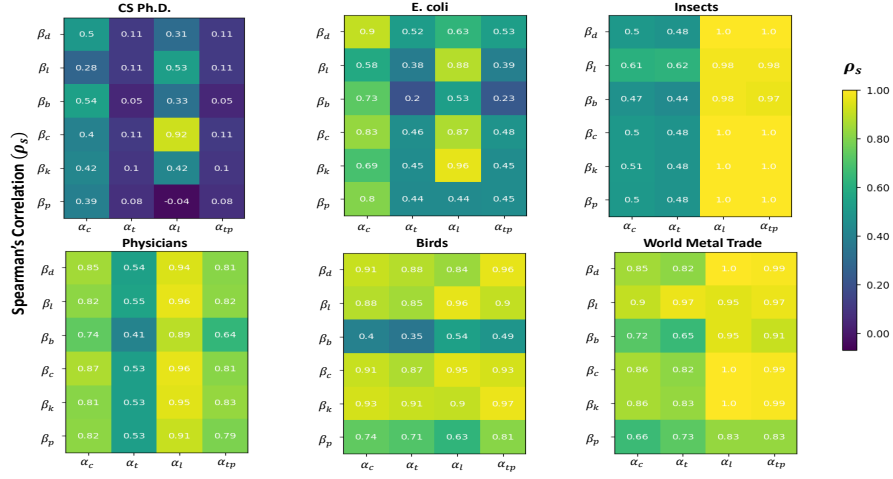 Spearman's Correlation (ρₛ)
CS Ph.D.
β_d 0.5 0.11 0.31 0.11
β_l 0.28 0.11 0.53 0.11
β_b 0.54 0.05 0.33 0.05
β_c 0.4 0.11 0.92 0.11
β_k 0.42 0.1 0.42 0.1
β_p 0.39 0.08 -0.04 0.08
α_c α_t α_l α_tp
E. coli
β_d 0.9 0.52 0.63 0.53
β_l 0.58 0.38 0.88 0.39
β_b 0.73 0.2 0.53 0.23
β_c 0.83 0.46 0.87 0.48
β_k 0.69 0.45 0.96 0.45
β_p 0.8 0.44 0.44 0.45
α_c α_t α_l α_tp
Insects
β_d 0.5 0.48 1.0 1.0
β_l 0.61 0.62 0.98 0.98
β_b 0.47 0.44 0.98 0.97
β_c 0.5 0.48 1.0 1.0
β_k 0.51 0.48 1.0 1.0
β_p 0.5 0.48 1.0 1.0
α_c α_t α_l α_tp
Physicians
β_d 0.85 0.54 0.94 0.81
β_l 0.82 0.55 0.96 0.82
β_b 0.74 0.41 0.89 0.64
β_c 0.87 0.53 0.96 0.81
β_k 0.81 0.53 0.95 0.83
β_p 0.82 0.53 0.91 0.79
α_c α_t α_l α_tp
Birds
β_d 0.91 0.88 0.84 0.96
β_l 0.88 0.85 0.96 0.9
β_b 0.4 0.35 0.54 0.49
β_c 0.91 0.87 0.95 0.93
β_k 0.93 0.91 0.9 0.97
β_p 0.74 0.71 0.63 0.81
α_c α_t α_l α_tp
World Metal Trade
β_d 0.85 0.82 1.0 0.99
β_l 0.9 0.97 0.95 0.97
β_b 0.72 0.65 0.95 0.91
β_c 0.86 0.82 1.0 0.99
β_k 0.86 0.83 1.0 0.99
β_p 0.66 0.73 0.83 0.83
α_c α_t α_l α_tp
ρₛ
1.00
0.8
0.6
0.4
0.2
0.0